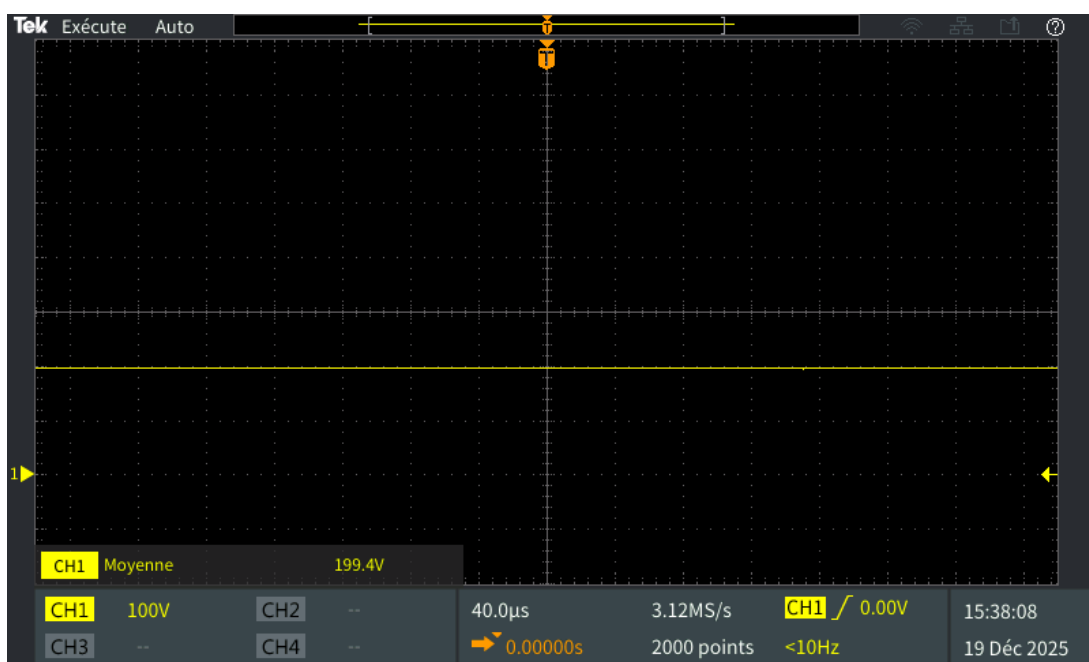 Tek Exécute Auto
T
T
1
CH1 Moyenne 199.4V
CH1 100V CH2 -- 40.0µs 3.12MS/s CH1 0.00V 15:38:08
CH3 -- CH4 -- 0.00000s 2000 points <10Hz 19 Déc 2025